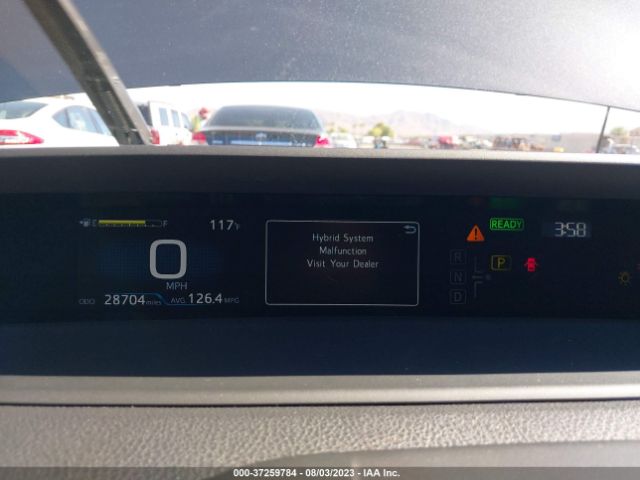 E F 117°F
0
MPH
ODO 28704 miles AVG. 126.4 MPG
Hybrid System
Malfunction
Visit Your Dealer
READY
3:58
R
N
D
P
000-37259784 - 08/03/2023 - IAA Inc.